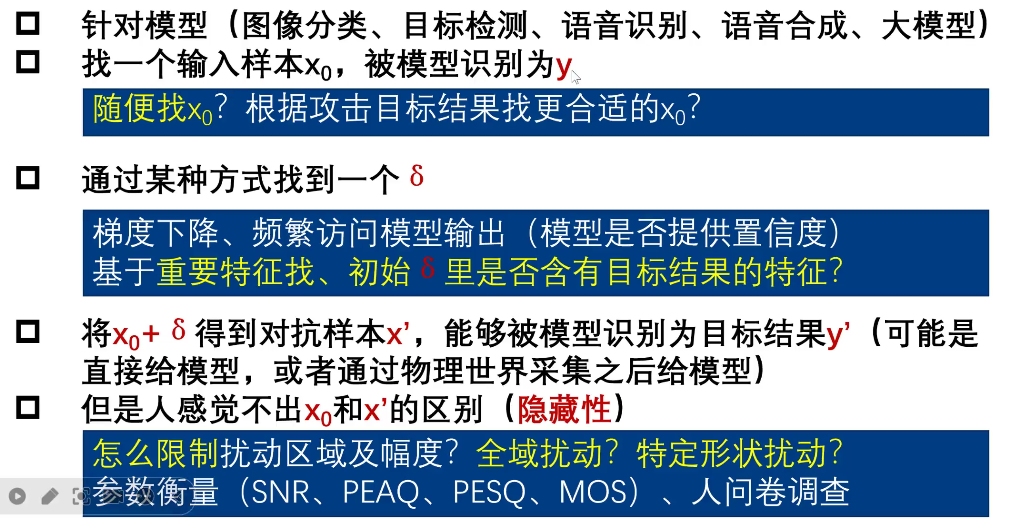 针对模型（图像分类、目标检测、语音识别、语音合成、大模型）
找一个输入样本x₀，被模型识别为y
随便找x₀？根据攻击目标结果找更合适的x₀？
通过某种方式找到一个 δ
梯度下降、频繁访问模型输出（模型是否提供置信度）
基于重要特征找、初始 δ 里是否含有目标结果的特征？
将x₀+ δ 得到对抗样本x’，能够被模型识别为目标结果y’（可能是
直接给模型，或者通过物理世界采集之后给模型）
但是人感觉不出x₀和x’的区别（隐藏性）
怎么限制扰动区域及幅度？全域扰动？特定形状扰动？
参数衡量（SNR、PEAQ、PESQ、MOS）、人问卷调查